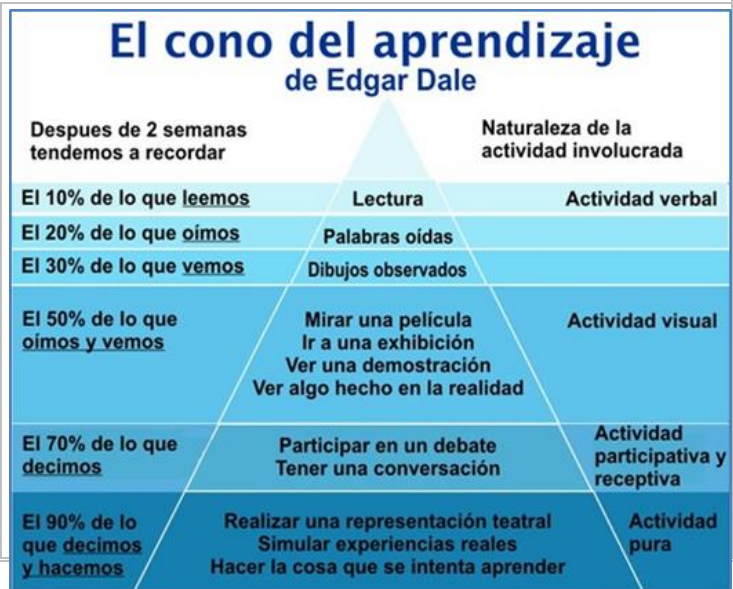 El cono del aprendizaje
de Edgar Dale
Despues de 2 semanas
tendemos a recordar
Naturaleza de la
actividad involucrada
El 10% de lo que leemos
Lectura
Actividad verbal
El 20% de lo que oímos
Palabras oídas
El 30% de lo que vemos
Dibujos observados
El 50% de lo que
oímos y vemos
Mirar una película
Ir a una exhibición
Ver una demostración
Ver algo hecho en la realidad
Actividad visual
El 70% de lo que
decimos
Participar en un debate
Tener una conversación
Actividad
participativa y
receptiva
El 90% de lo
que decimos
y hacemos
Realizar una representación teatral
Simular experiencias reales
Hacer la cosa que se intenta aprender
Actividad
pura